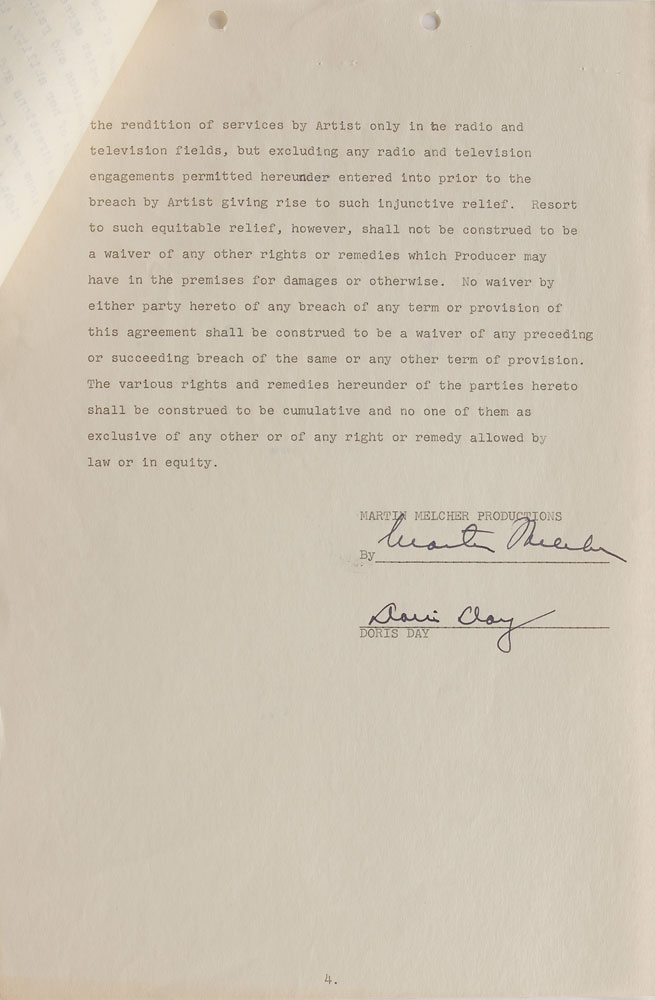 the rendition of services by Artist only in the radio and
television fields, but excluding any radio and television
engagements permitted hereunder entered into prior to the
breach by Artist giving rise to such injunctive relief. Resort
to such equitable relief, however, shall not be construed to be
a waiver of any other rights or remedies which Producer may
have in the premises for damages or otherwise. No waiver by
either party hereto of any breach of any term or provision of
this agreement shall be construed to be a waiver of any preceding
or succeeding breach of the same or any other term of provision.
The various rights and remedies hereunder of the parties hereto
shall be construed to be cumulative and no one of them as
exclusive of any other or of any right or remedy allowed by
law or in equity.
MARTIN MELCHER PRODUCTIONS
By Martin Melcher
Doris Day
DORIS DAY
4.